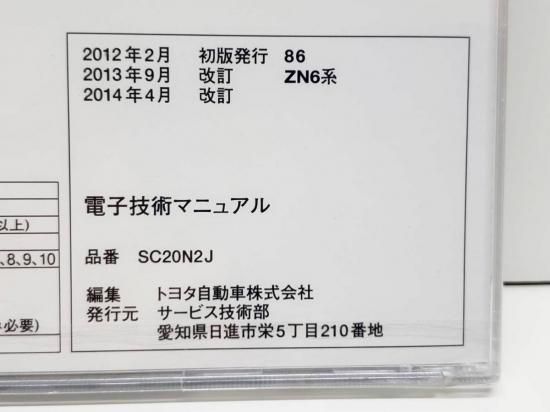 2012年2月 初版発行 86
2013年9月 改訂 ZN6系
2014年4月 改訂
電子技術マニュアル
以上)
,8、9、10
品番 SC20N2J
編集 トヨタ自動車株式会社
発行元 サービス技術部
必要)
愛知県日進市栄5丁目210番地